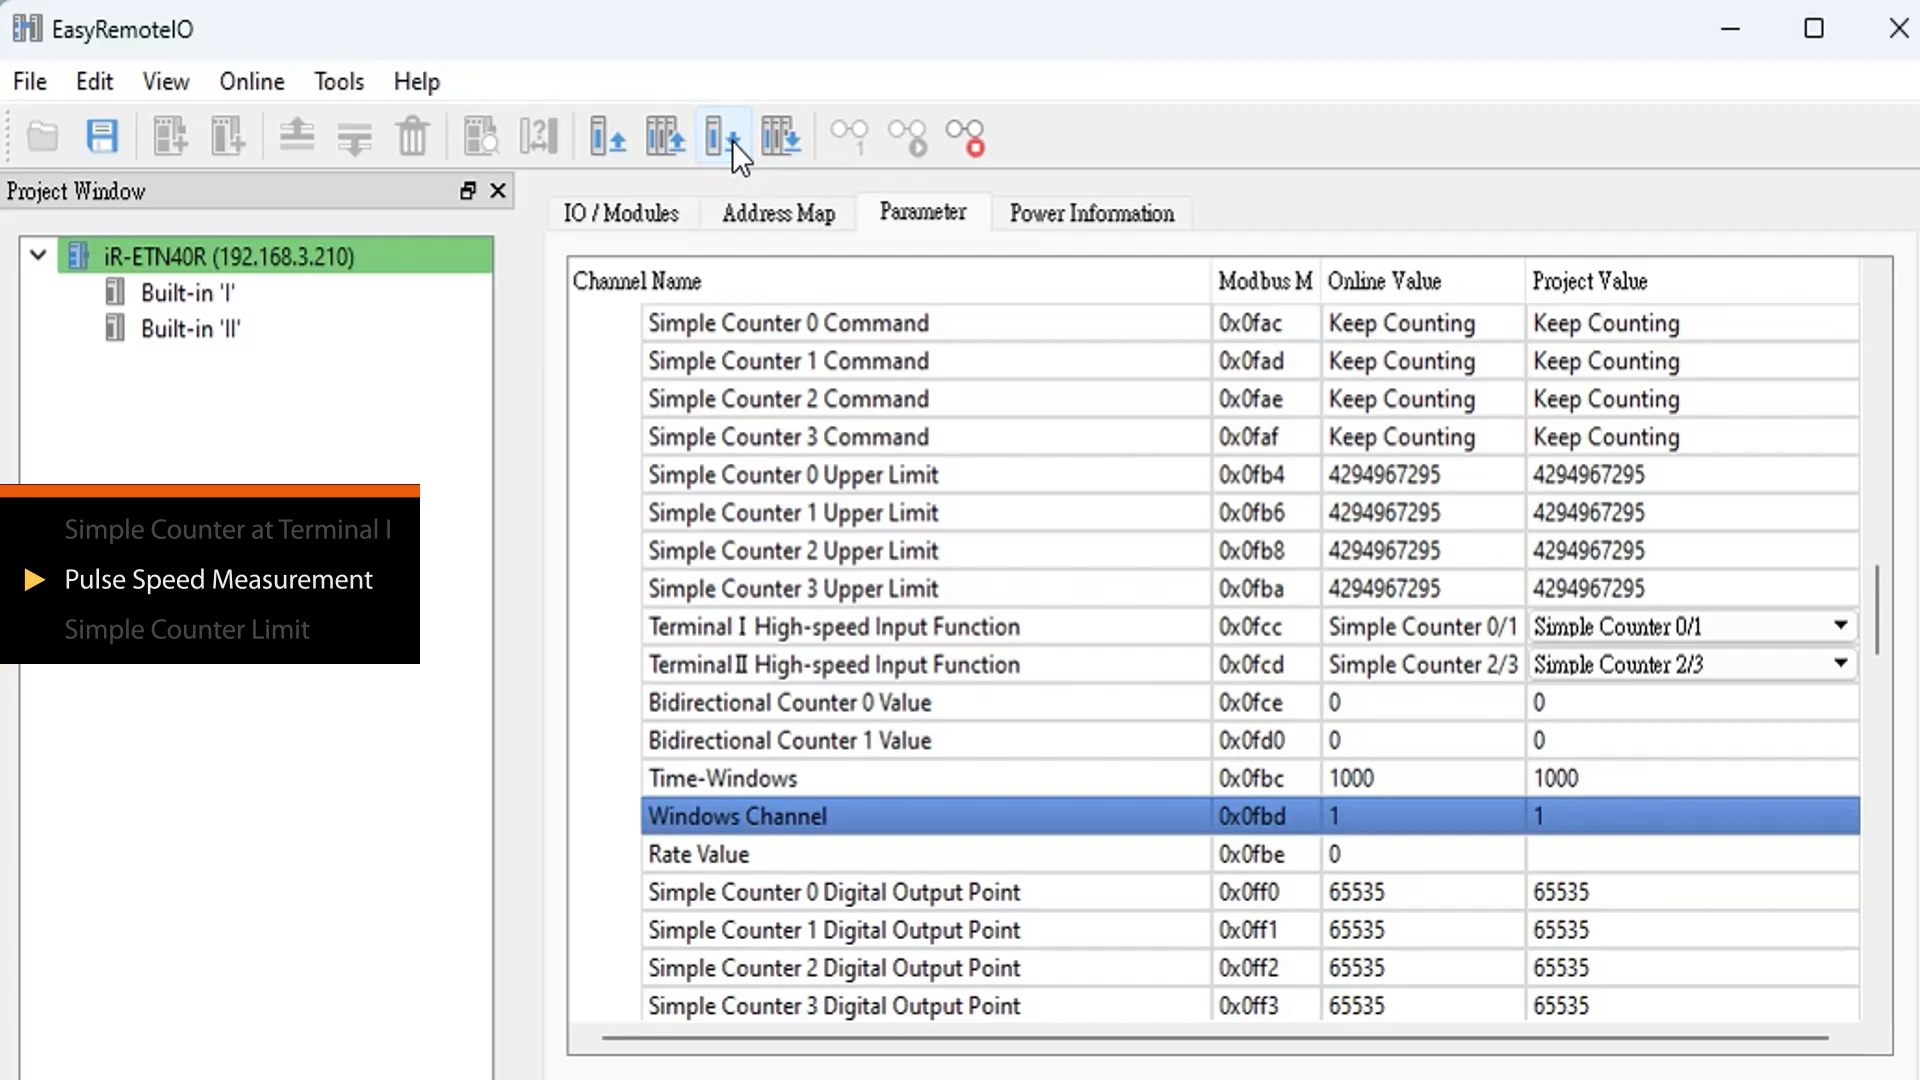 EasyRemoteIO
File Edit View Online Tools Help
Project Window
iR-ETN40R (192.168.3.210)
Built-in 'I'
Built-in 'II'
Simple Counter at Terminal I
Pulse Speed Measurement
Simple Counter Limit
IO / Modules Address Map Parameter Power Information
Channel Name Modbus M Online Value Project Value
Simple Counter 0 Command 0x0fac Keep Counting Keep Counting
Simple Counter 1 Command 0x0fad Keep Counting Keep Counting
Simple Counter 2 Command 0x0fae Keep Counting Keep Counting
Simple Counter 3 Command 0x0faf Keep Counting Keep Counting
Simple Counter 0 Upper Limit 0x0fb4 4294967295 4294967295
Simple Counter 1 Upper Limit 0x0fb6 4294967295 4294967295
Simple Counter 2 Upper Limit 0x0fb8 4294967295 4294967295
Simple Counter 3 Upper Limit 0x0fba 4294967295 4294967295
Terminal Ⅰ High-speed Input Function 0x0fcc Simple Counter 0/1 Simple Counter 0/1
Terminal Ⅱ High-speed Input Function 0x0fcd Simple Counter 2/3 Simple Counter 2/3
Bidirectional Counter 0 Value 0x0fce 0 0
Bidirectional Counter 1 Value 0x0fd0 0 0
Time-Windows 0x0fbc 1000 1000
Windows Channel 0x0fbd 1 1
Rate Value 0x0fbe 0
Simple Counter 0 Digital Output Point 0x0ff0 65535 65535
Simple Counter 1 Digital Output Point 0x0ff1 65535 65535
Simple Counter 2 Digital Output Point 0x0ff2 65535 65535
Simple Counter 3 Digital Output Point 0x0ff3 65535 65535